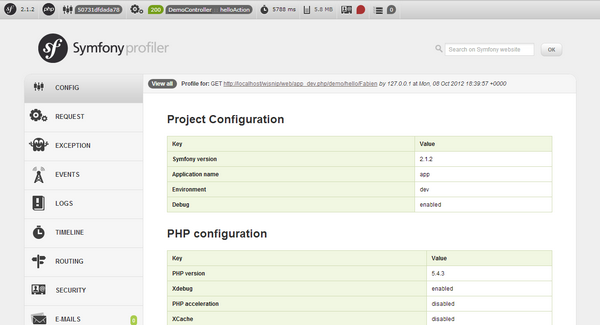 sf 2.1.2 php 50731dfdada78 200 DemoController :: helloAction 5788 ms 5.8 MB 0
sf Symfony profiler
Search on Symfony website OK
View all Profile for: GET http://localhost/wjsnip/web/app_dev.php/demo/hello/Fabien by 127.0.0.1 at Mon, 08 Oct 2012 18:39:57 +0000
CONFIG
REQUEST
EXCEPTION
EVENTS
LOGS
TIMELINE
ROUTING
SECURITY
E-MAILS 0
Project Configuration
Key Value
Symfony version 2.1.2
Application name app
Environment dev
Debug enabled
PHP configuration
Key Value
PHP version 5.4.3
Xdebug enabled
PHP acceleration disabled
XCache disabled